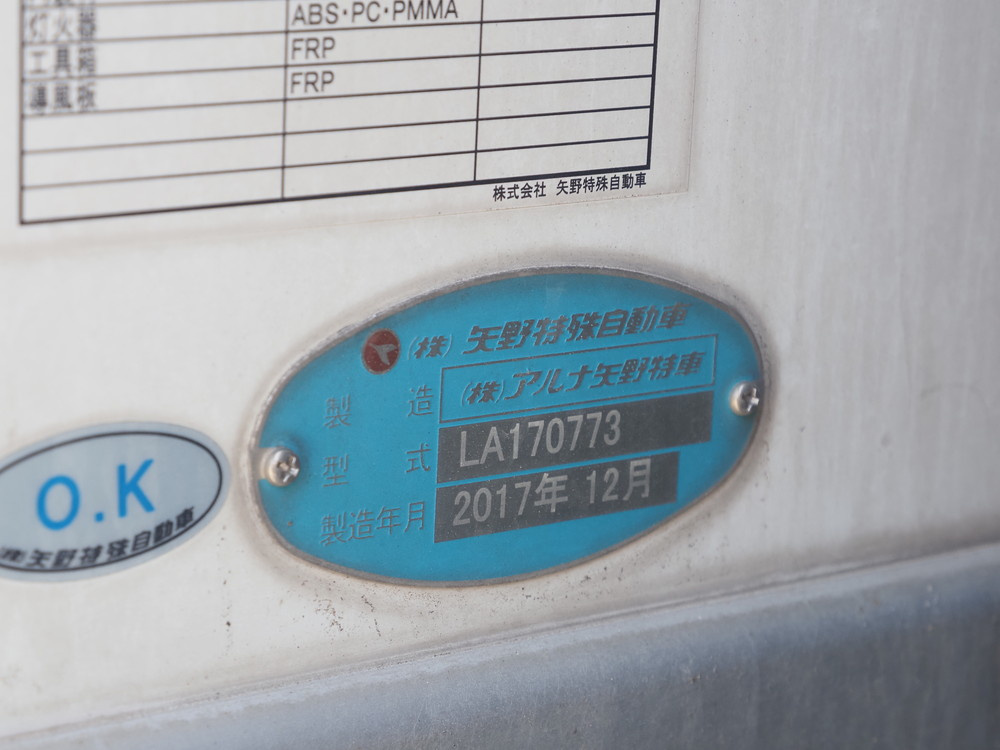 灯火器 ABS・PC・PMMA
工具箱 FRP
導風板 FRP
株式会社 矢野特殊自動車
(株)矢野特殊自動車
製造 (株)アルナ矢野特車
型式 LA170773
製造年月 2017年 12月
O.K
(株)矢野特殊自動車